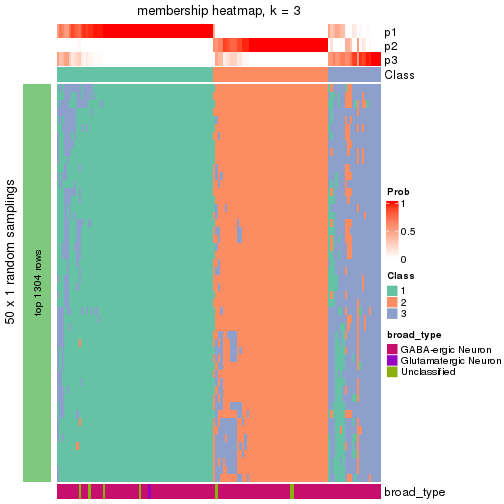 membership heatmap, k = 3
p1
p2
p3
Class
50 x 1 random samplings
top 1304 rows
Prob
1
0.5
0
Class
1
2
3
broad_type
GABA-ergic Neuron
Glutamatergic Neuron
Unclassified
broad_type